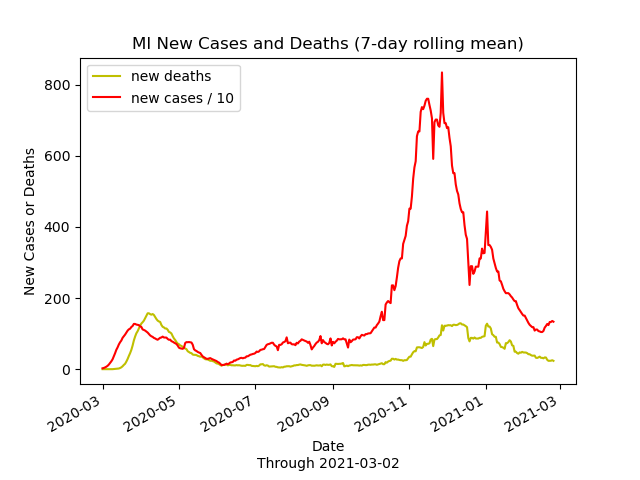 MI New Cases and Deaths (7-day rolling mean)
new deaths
new cases / 10
New Cases or Deaths
800
600
400
200
0
2020-03
2020-05
2020-07
2020-09
2020-11
2021-01
2021-03
Date
Through 2021-03-02